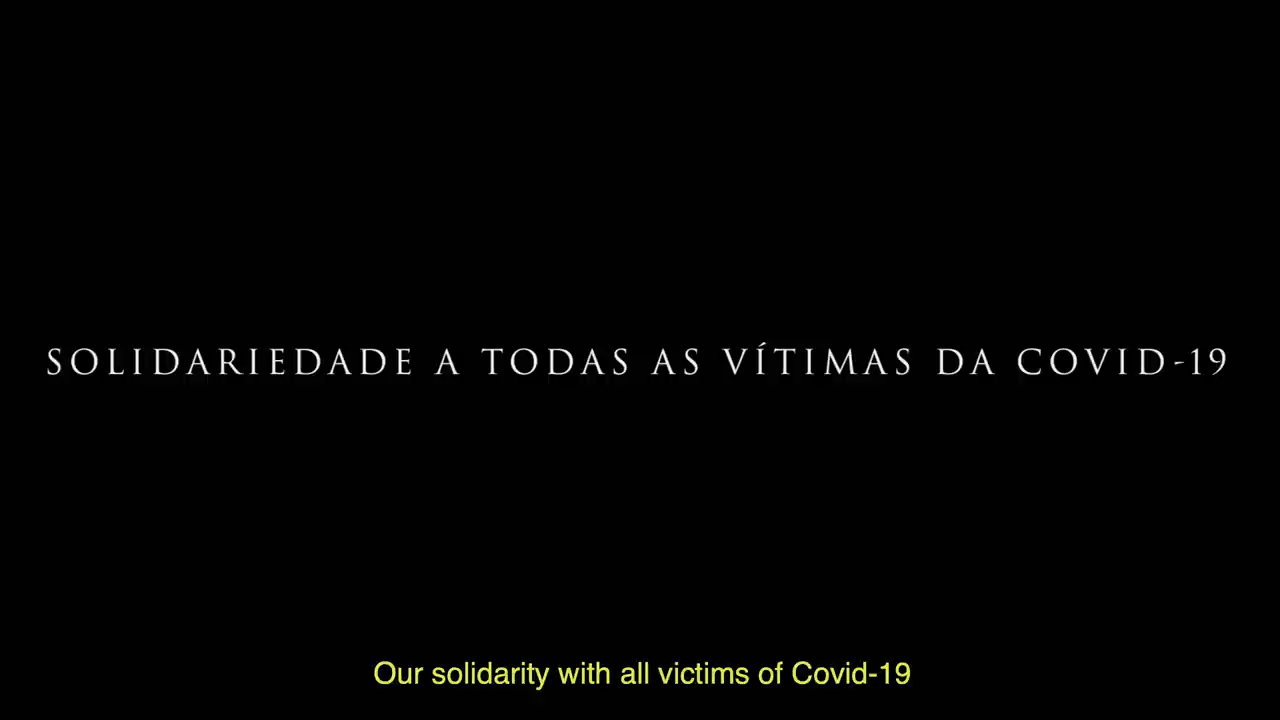 SOLIDARIEDADE A TODAS AS VÍTIMAS DA COVID-19
Our solidarity with all victims of Covid-19